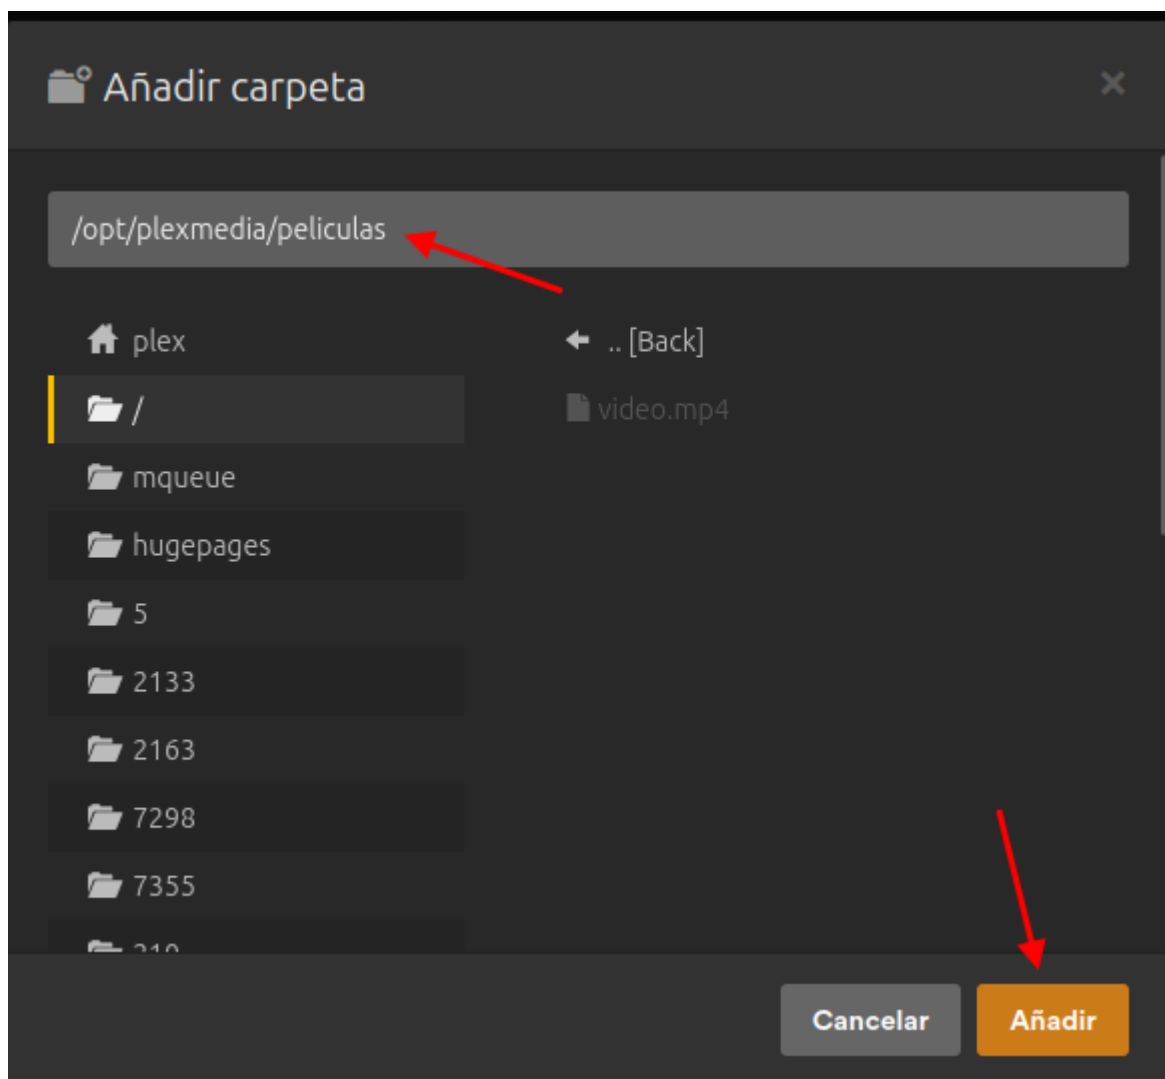 Añadir carpeta
/opt/plexmedia/peliculas
plex
.. [Back]
/
video.mp4
mqueue
hugepages
5
2133
2163
7298
7355
Cancelar
Añadir